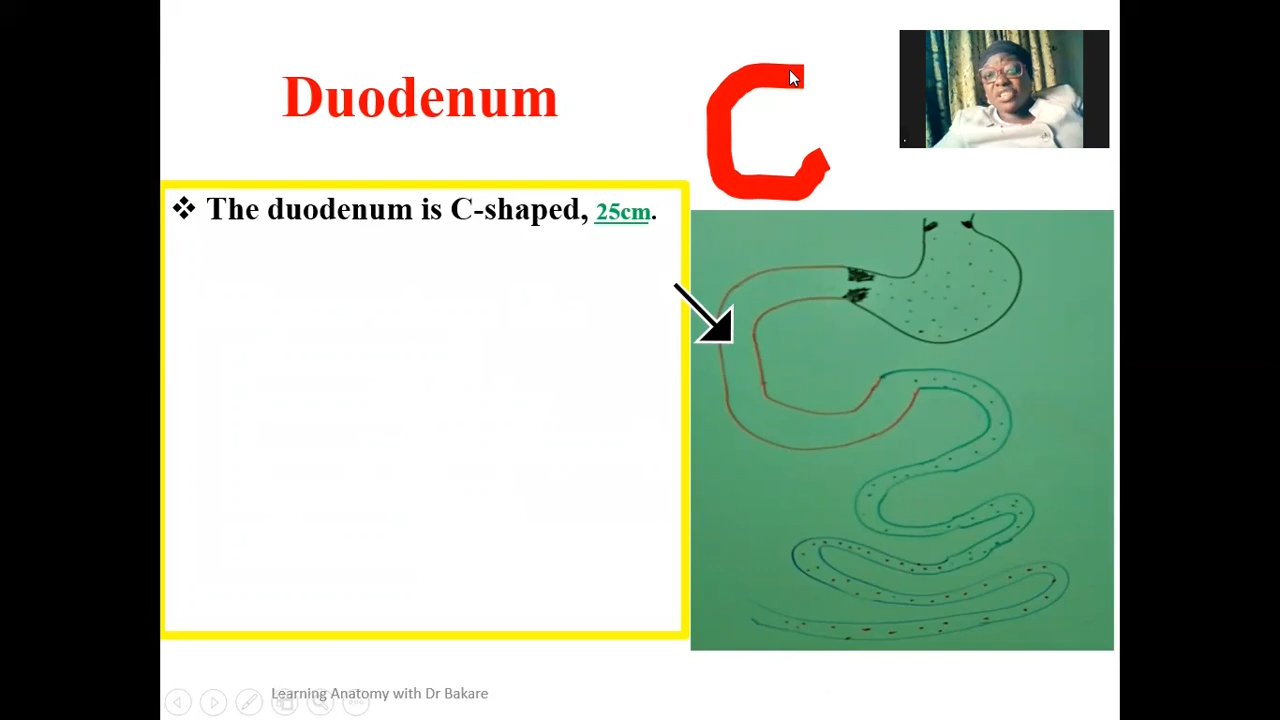 Duodenum
❖ The duodenum is C-shaped, 25cm.
Learning Anatomy with Dr Bakare